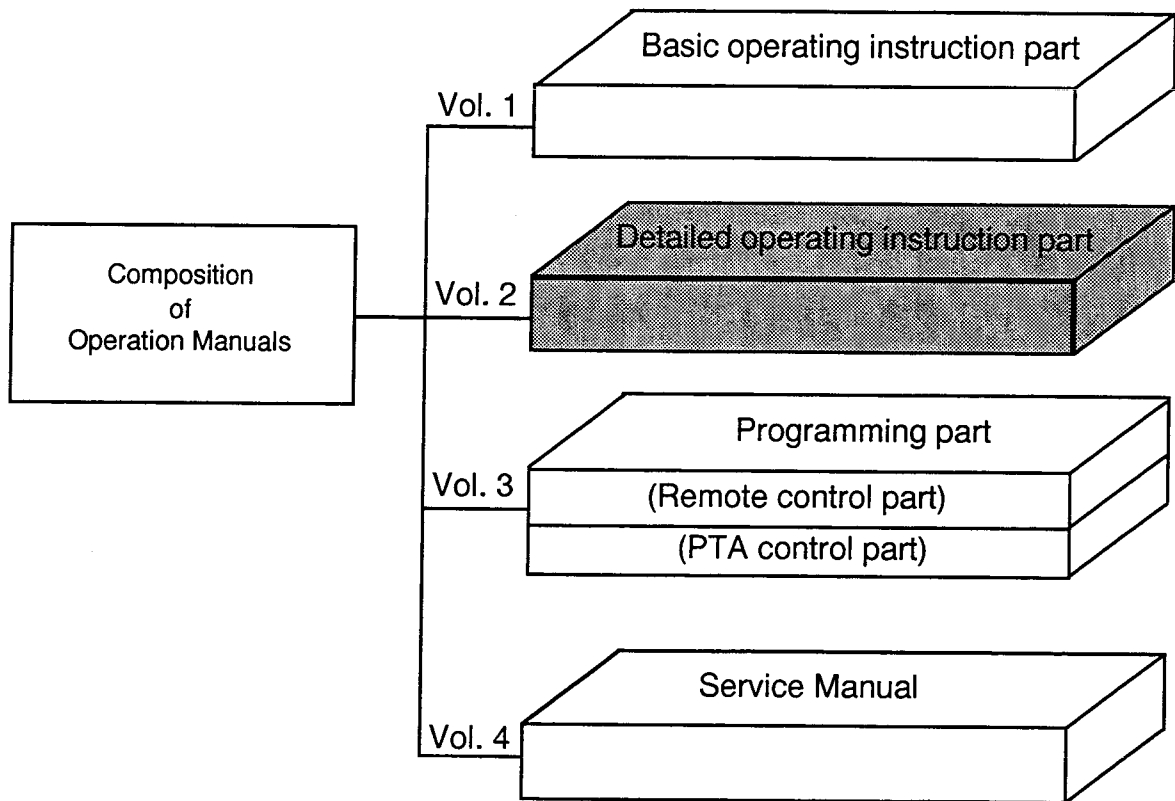 Basic operating instruction part
Vol. 1
Composition
of
Operation Manuals
Detailed operating instruction part
Vol. 2
Programming part
Vol. 3
(Remote control part)
(PTA control part)
Service Manual
Vol. 4